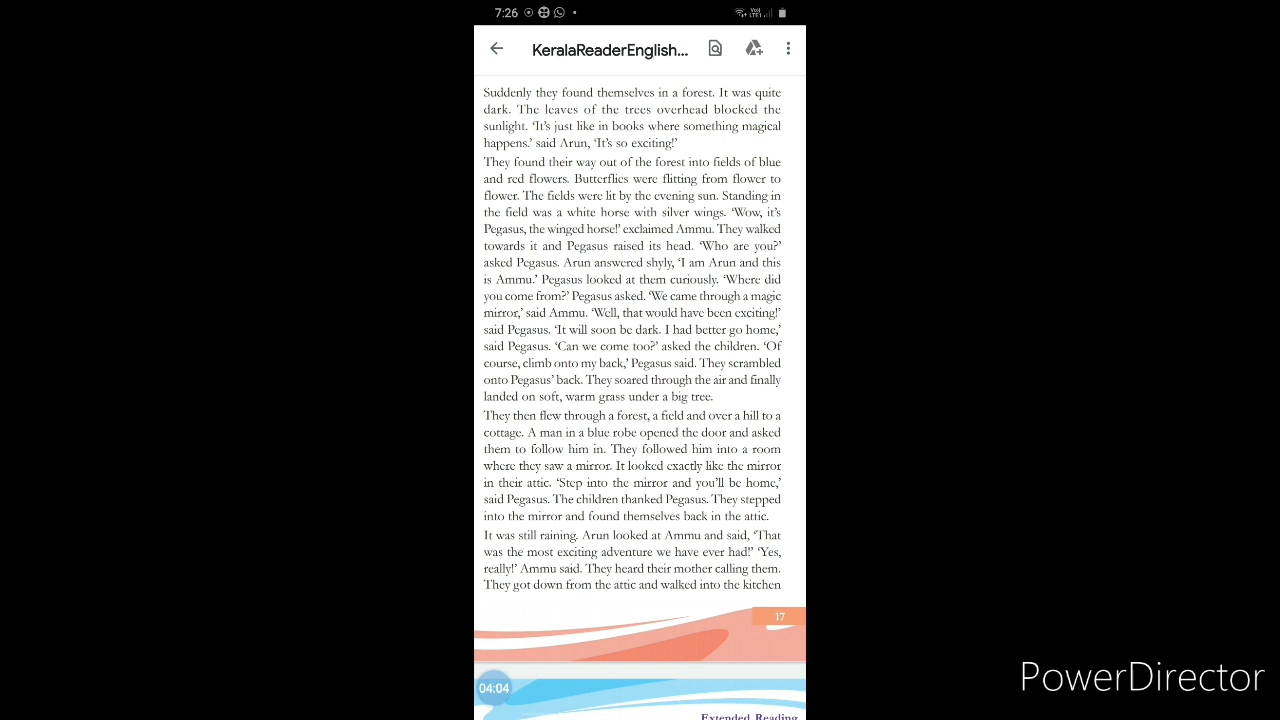 7:26
Vo))
LTE1
KeralaReaderEnglish...
Suddenly they found themselves in a forest. It was quite
dark. The leaves of the trees overhead blocked the
sunlight. ‘It’s just like in books where something magical
happens.’ said Arun, ‘It’s so exciting!’
They found their way out of the forest into fields of blue
and red flowers. Butterflies were flitting from flower to
flower. The fields were lit by the evening sun. Standing in
the field was a white horse with silver wings. ‘Wow, it’s
Pegasus, the winged horse!’ exclaimed Ammu. They walked
towards it and Pegasus raised its head. ‘Who are you?’
asked Pegasus. Arun answered shyly, ‘I am Arun and this
is Ammu.’ Pegasus looked at them curiously. ‘Where did
you come from?’ Pegasus asked. ‘We came through a magic
mirror,’ said Ammu. ‘Well, that would have been exciting!’
said Pegasus. ‘It will soon be dark. I had better go home,’
said Pegasus. ‘Can we come too?’ asked the children. ‘Of
course, climb onto my back,’ Pegasus said. They scrambled
onto Pegasus’ back. They soared through the air and finally
landed on soft, warm grass under a big tree.
They then flew through a forest, a field and over a hill to a
cottage. A man in a blue robe opened the door and asked
them to follow him in. They followed him into a room
where they saw a mirror. It looked exactly like the mirror
in their attic. ‘Step into the mirror and you’ll be home,’
said Pegasus. The children thanked Pegasus. They stepped
into the mirror and found themselves back in the attic.
It was still raining. Arun looked at Ammu and said, ‘That
was the most exciting adventure we have ever had!’ ‘Yes,
really!’ Ammu said. They heard their mother calling them.
They got down from the attic and walked into the kitchen
17
04:04
PowerDirector
Extended Reading